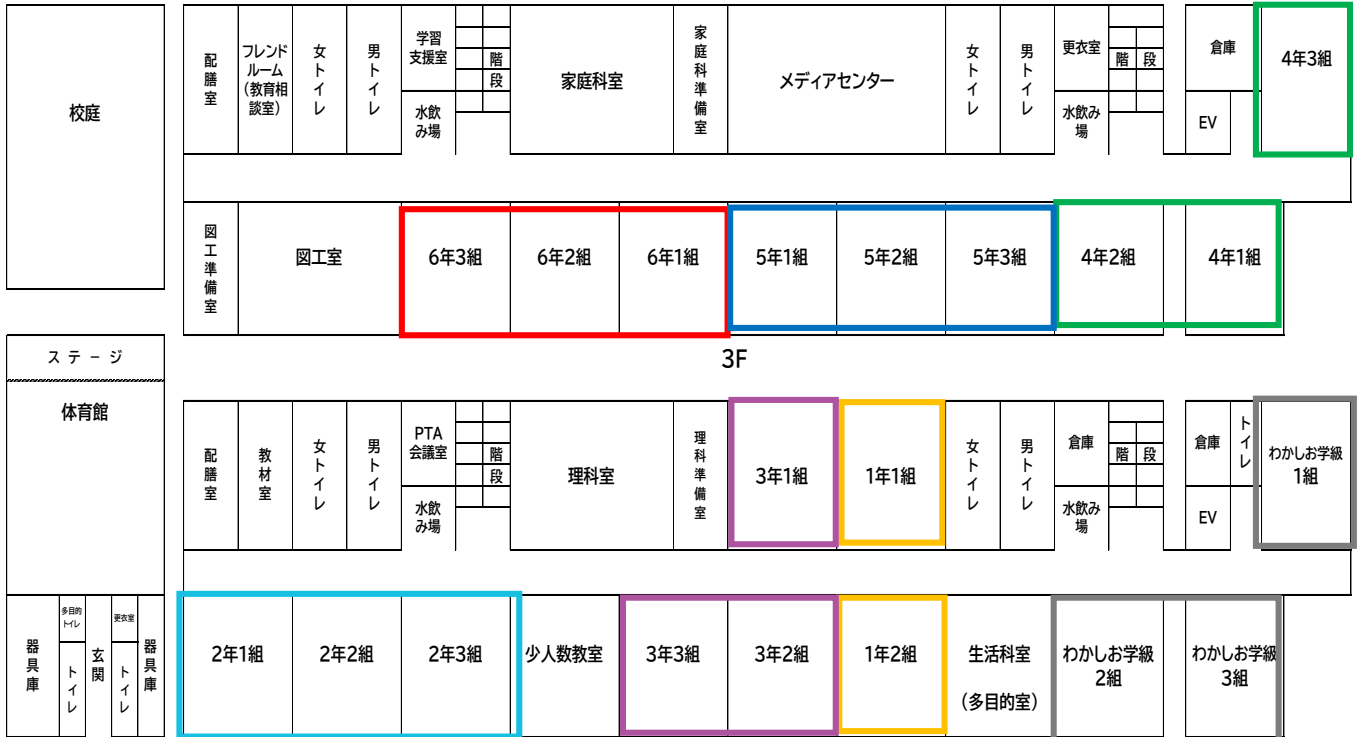 校庭
配膳室
フレンド
ルーム
(教育相
談室)
女トイレ
男トイレ
学習
支援室
水飲
み場
階
段
家庭科室
家庭科準備室
メディアセンター
女トイレ
男トイレ
更衣室
水飲み
場
階 段
倉庫
EV
4年3組
図工準備室
図工室
6年3組
6年2組
6年1組
5年1組
5年2組
5年3組
4年2組
4年1組
3F
ステージ
体育館
器具庫
多目的
トイレ
トイレ
玄関
更衣室
トイレ
器具庫
配膳室
教材室
女トイレ
男トイレ
PTA
会議室
水飲
み場
階
段
理科室
理科準備室
3年1組
1年1組
女トイレ
男トイレ
倉庫
水飲み
場
階 段
倉庫
トイレ
EV
わかしお学級
1組
2年1組
2年2組
2年3組
少人数教室
3年3組
3年2組
1年2組
生活科室
(多目的室)
わかしお学級
2組
わかしお学級
3組